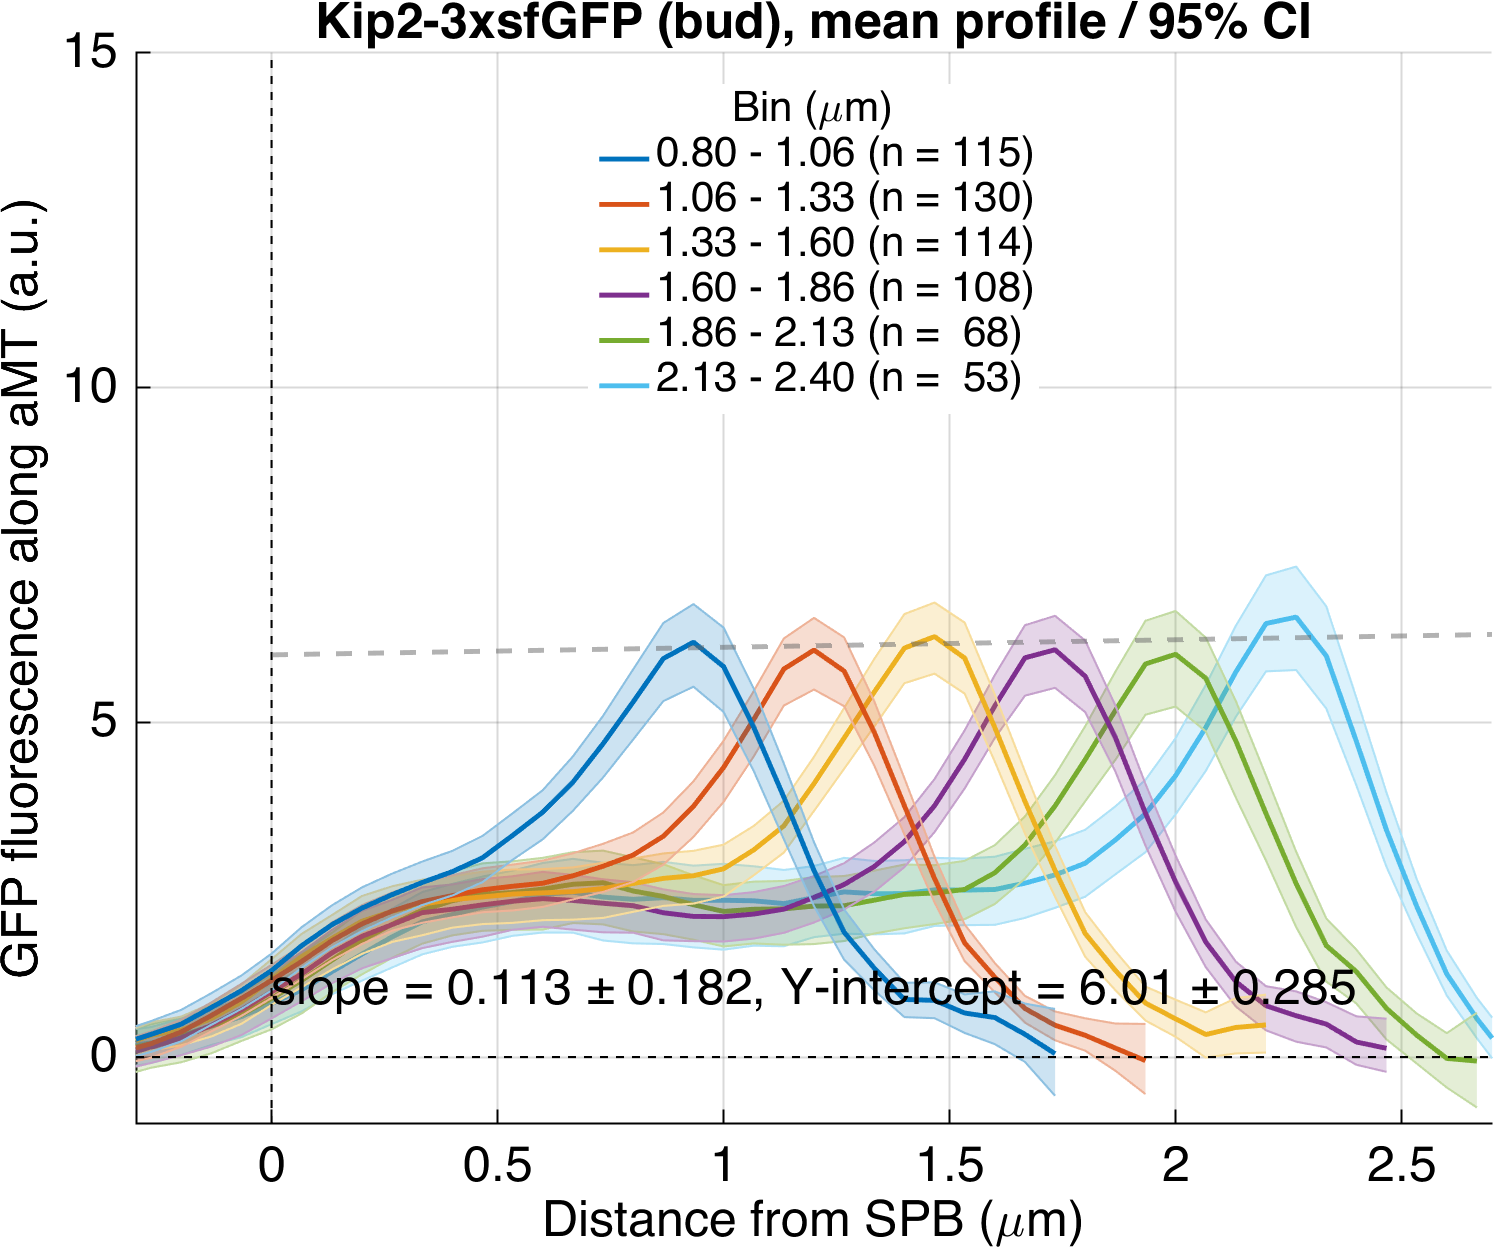 Kip2-3xsfGFP (bud), mean profile / 95% CI
15
10
5
0
GFP fluorescence along aMT (a.u.)
Bin (μm)
0.80 - 1.06 (n = 115)
1.06 - 1.33 (n = 130)
1.33 - 1.60 (n = 114)
1.60 - 1.86 (n = 108)
1.86 - 2.13 (n = 68)
2.13 - 2.40 (n = 53)
slope = 0.113 ± 0.182, Y-intercept = 6.01 ± 0.285
0 0.5 1 1.5 2 2.5
Distance from SPB (μm)